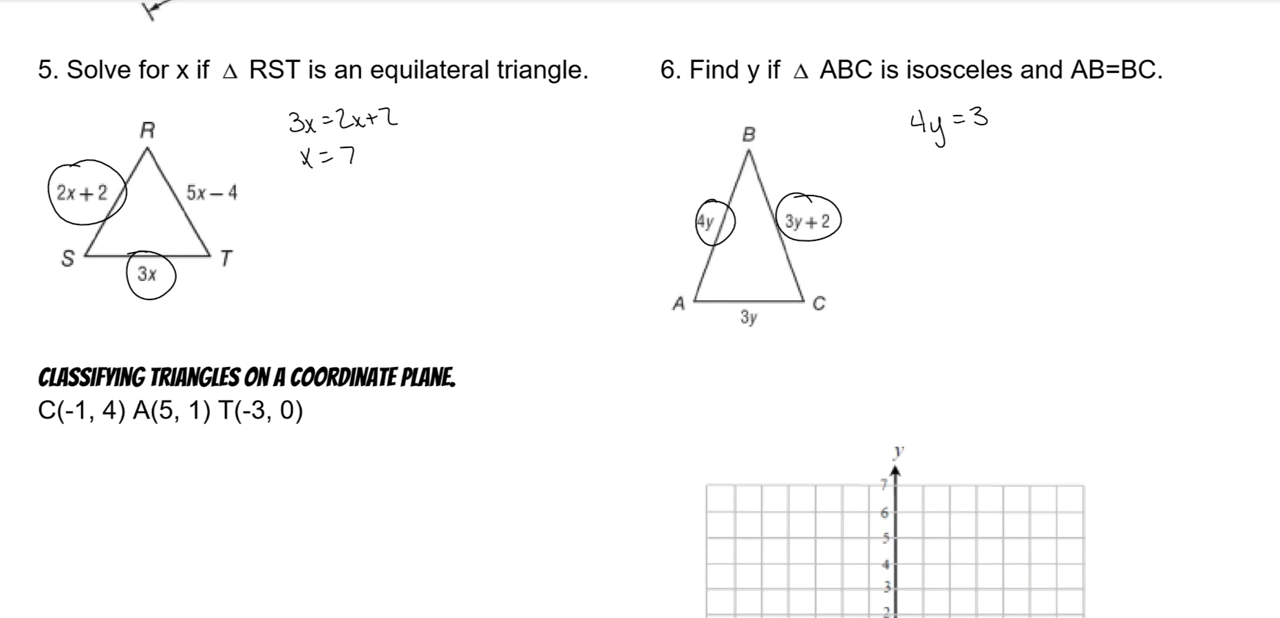 5. Solve for x if △ RST is an equilateral triangle.
3x=2x+2
x=7
R
2x+2
5x-4
S
T
3x
6. Find y if △ ABC is isosceles and AB=BC.
4y=3
B
4y
3y+2
A
C
3y
CLASSIFYING TRIANGLES ON A COORDINATE PLANE.
C(-1, 4) A(5, 1) T(-3, 0)
y
7
6
5
4
3
2